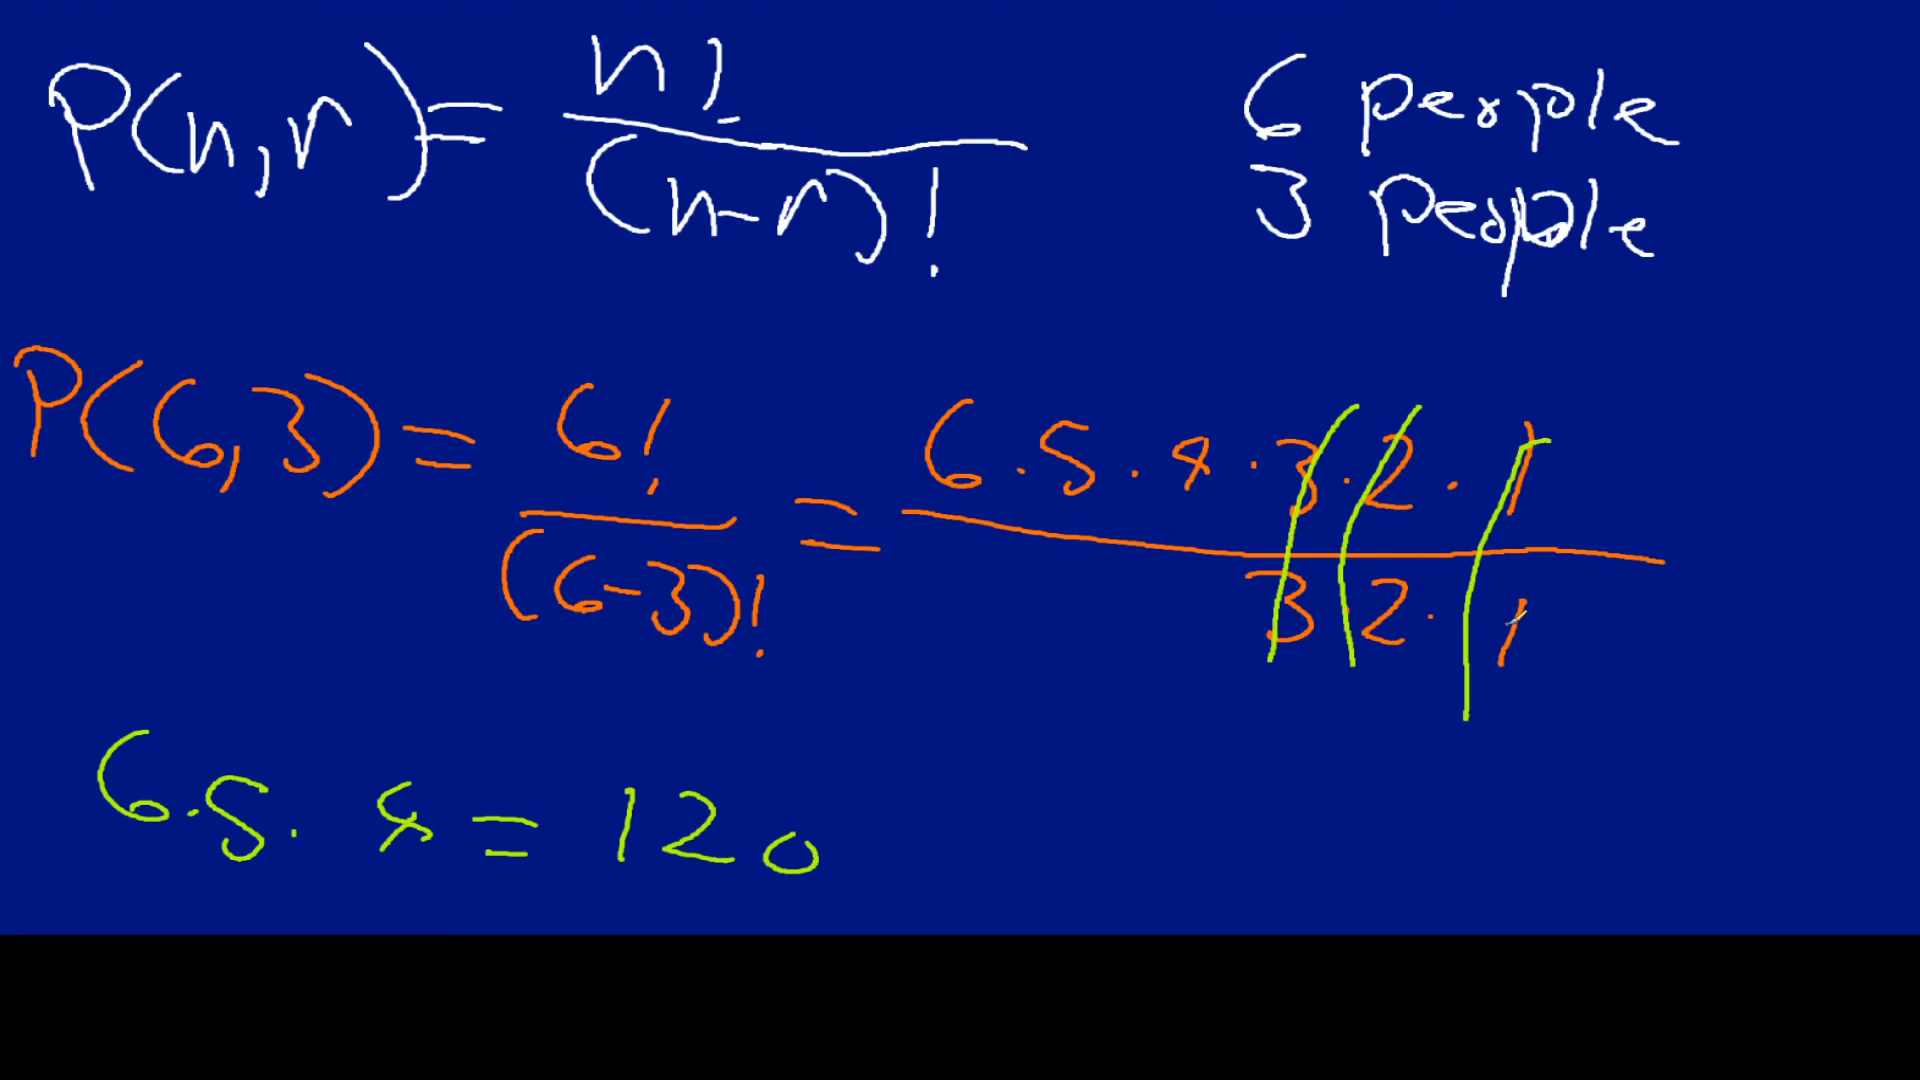 P(n,r) = n! / (n-r)!
6 people
3 people
P(6,3) = 6! / (6-3)! = 6.5.4.3.2.1 / 3 2.1
6.5.4 = 120